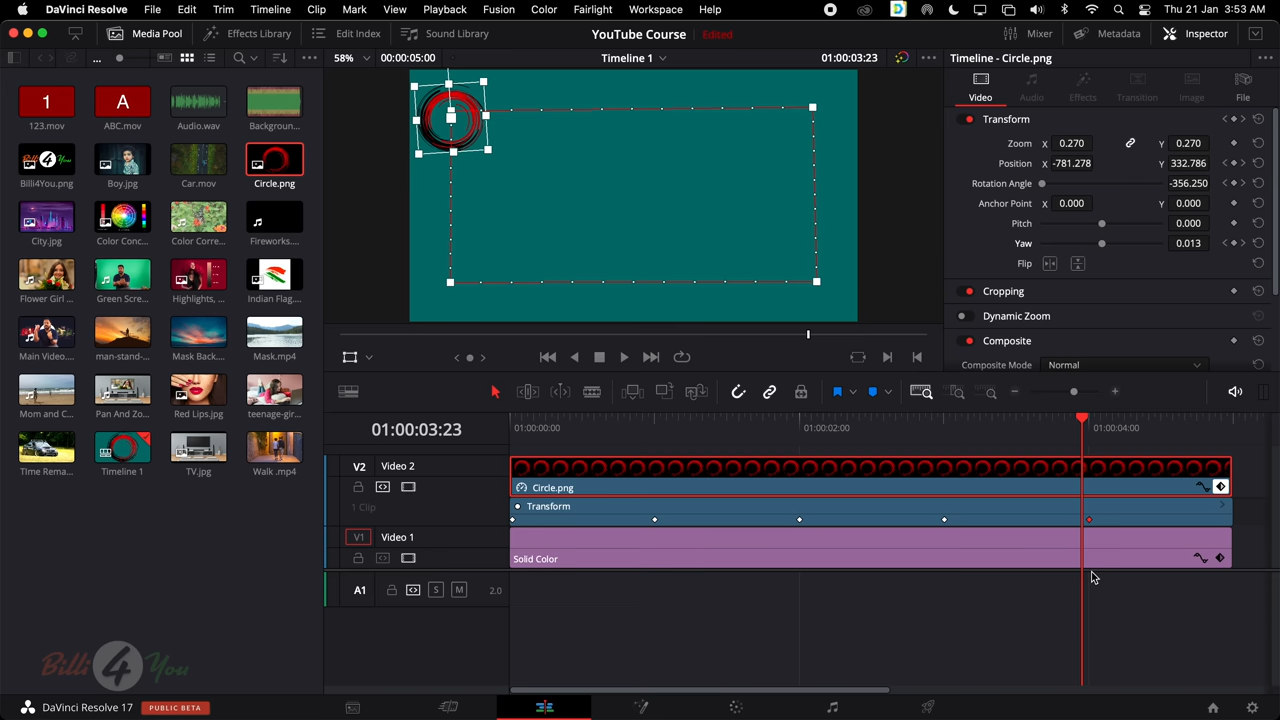 DaVinci Resolve File Edit Trim Timeline Clip Mark View Playback Fusion Color Fairlight Workspace Help Thu 21 Jan 3:53 AM
Media Pool Effects Library Edit Index Sound Library YouTube Course Edited Mixer Metadata Inspector
... 58% 00:00:05:00 Timeline 1 01:00:03:23 Timeline - Circle.png
Video Audio Effects Transition Image File
1 A
123.mov ABC.mov Audio.wav Backgroun...
Transform
Zoom X 0.270 Y 0.270
Billi 4 You
Position X -781.278 Y 332.786
Billi4You.png Boy.jpg Car.mov Circle.png
Rotation Angle -356.250
Anchor Point X 0.000 Y 0.000
Pitch 0.000
City.jpg Color Conc... Color Corre... Fireworks....
Yaw 0.013
Flip
Flower Girl ... Green Scre... Highlights, ... Indian Flag....
Cropping
Dynamic Zoom
Composite
Main Video.... man-stand-... Mask Back.... Mask.mp4
Composite Mode Normal
Mom and C... Pan And Zo... Red Lips.jpg teenage-gir...
01:00:03:23
01:00:00:00 01:00:02:00 01:00:04:00
TIme Rema... Timeline 1 TV.jpg Walk .mp4
V2 Video 2
Circle.png
1 Clip
Transform
V1 Video 1
Solid Color
A1 S M 2.0
Billi 4 You
DaVinci Resolve 17 PUBLIC BETA